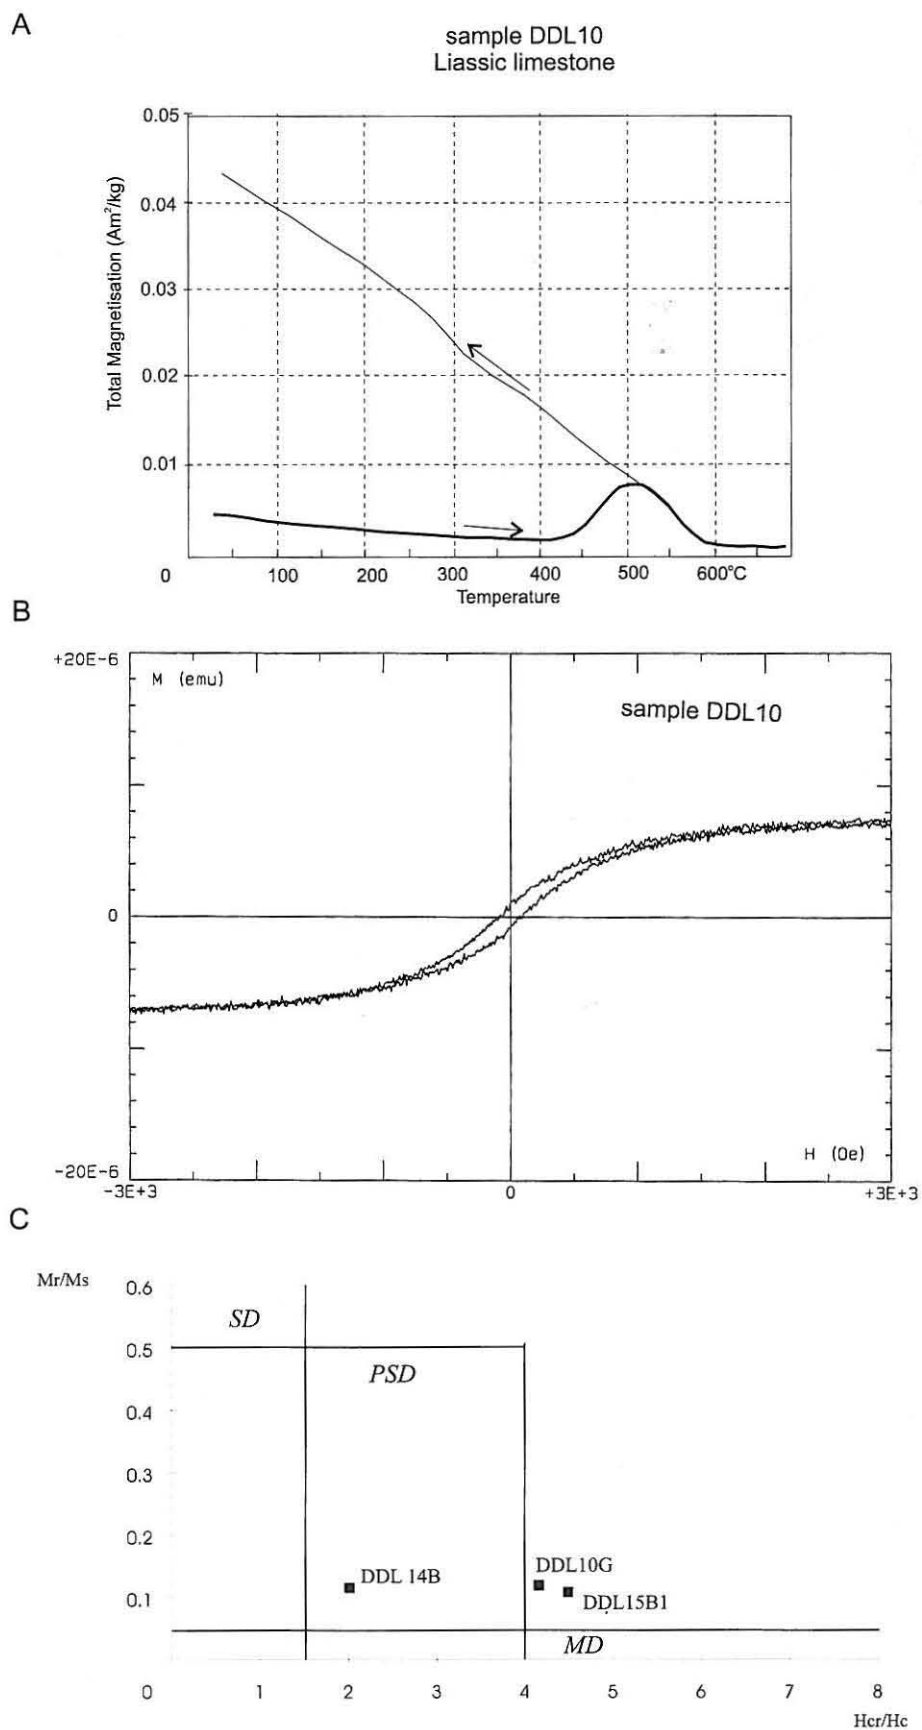 A
sample DDL10
Liassic limestone
Total Magnetisation (Am²/kg)
0.05
0.04
0.03
0.02
0.01
0 100 200 300 400 500 600°C
Temperature
B
+20E-6
M (emu)
sample DDL10
0
H (Oe)
-20E-6
-3E+3 0 +3E+3
C
Mr/Ms
0.6
SD
0.5
PSD
0.4
0.3
0.2
DDL10G
DDL 14B
0.1
DDL15B1
MD
0 1 2 3 4 5 6 7 8
Hcr/Hc